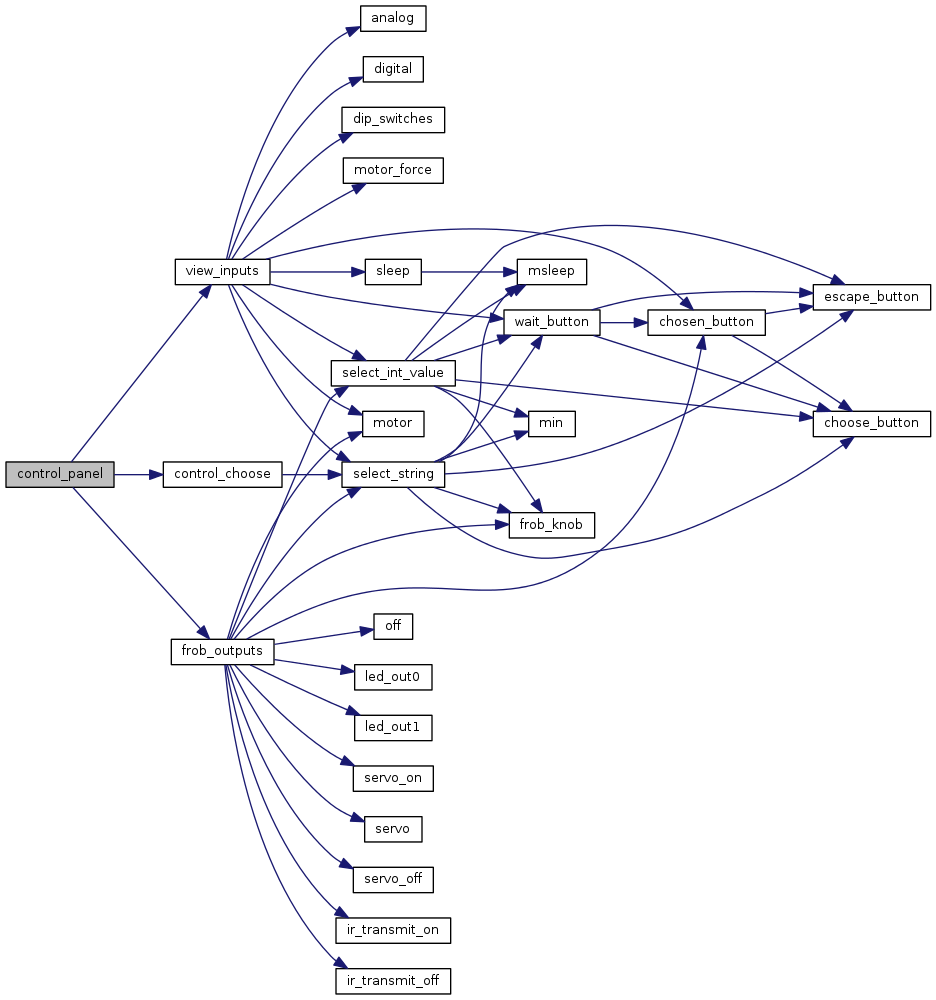 analog
digital
dip_switches
motor_force
view_inputs
sleep
msleep
escape_button
wait_button
chosen_button
select_int_value
motor
min
choose_button
control_panel
control_choose
select_string
frob_knob
off
frob_outputs
led_out0
led_out1
servo_on
servo
servo_off
ir_transmit_on
ir_transmit_off